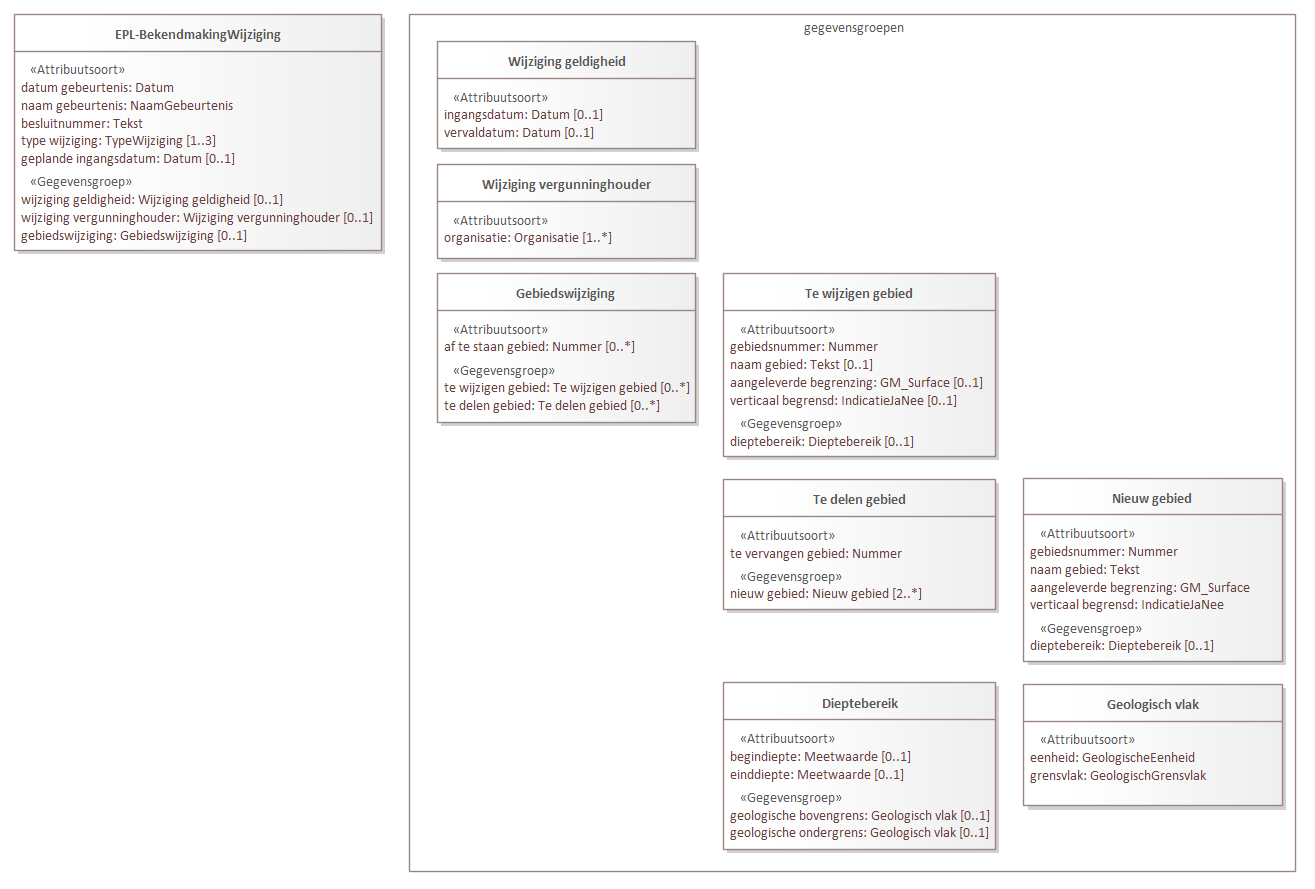 EPL-BekendmakingWijziging
«Attribuutsoort»
datum gebeurtenis: Datum
naam gebeurtenis: NaamGebeurtenis
besluitnummer: Tekst
type wijziging: TypeWijziging [1..3]
geplande ingangsdatum: Datum [0..1]
«Gegevensgroep»
wijziging geldigheid: Wijziging geldigheid [0..1]
wijziging vergunninghouder: Wijziging vergunninghouder [0..1]
gebiedswijziging: Gebiedswijziging [0..1]
gegevensgroepen
Wijziging geldigheid
«Attribuutsoort»
ingangsdatum: Datum [0..1]
vervaldatum: Datum [0..1]
Wijziging vergunninghouder
«Attribuutsoort»
organisatie: Organisatie [1..*]
Gebiedswijziging
«Attribuutsoort»
af te staan gebied: Nummer [0..*]
«Gegevensgroep»
te wijzigen gebied: Te wijzigen gebied [0..*]
te delen gebied: Te delen gebied [0..*]
Te wijzigen gebied
«Attribuutsoort»
gebiedsnummer: Nummer
naam gebied: Tekst [0..1]
aangeleverde begrenzing: GM_Surface [0..1]
verticaal begrensd: IndicatieJaNee [0..1]
«Gegevensgroep»
dieptebereik: Dieptebereik [0..1]
Te delen gebied
«Attribuutsoort»
te vervangen gebied: Nummer
«Gegevensgroep»
nieuw gebied: Nieuw gebied [2..*]
Nieuw gebied
«Attribuutsoort»
gebiedsnummer: Nummer
naam gebied: Tekst
aangeleverde begrenzing: GM_Surface
verticaal begrensd: IndicatieJaNee
«Gegevensgroep»
dieptebereik: Dieptebereik [0..1]
Dieptebereik
«Attribuutsoort»
begindiepte: Meetwaarde [0..1]
einddiepte: Meetwaarde [0..1]
«Gegevensgroep»
geologische bovengrens: Geologisch vlak [0..1]
geologische ondergrens: Geologisch vlak [0..1]
Geologisch vlak
«Attribuutsoort»
eenheid: GeologischeEenheid
grensvlak: GeologischGrensvlak